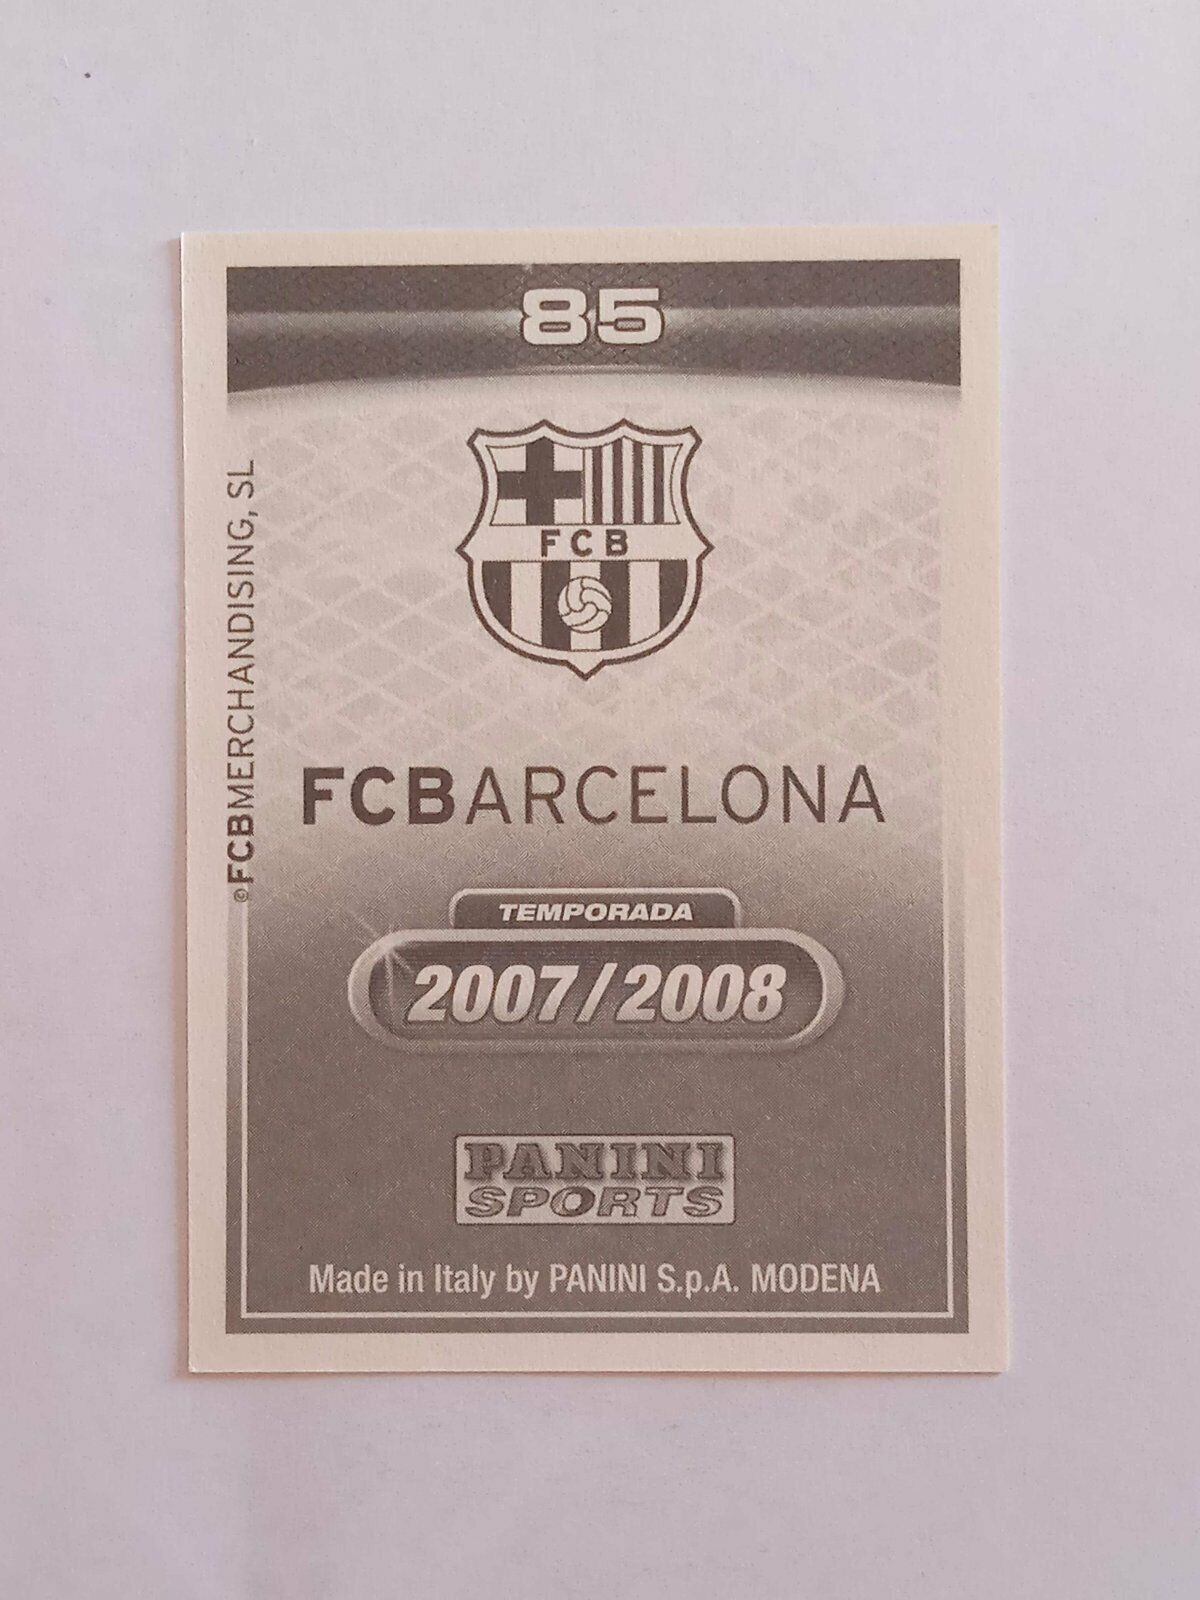 85
FCB
FCBARCELONA
©FCBMERCHANDISING, SL
TEMPORADA
2007/2008
PANINI
SPORTS
Made in Italy by PANINI S.p.A. MODENA